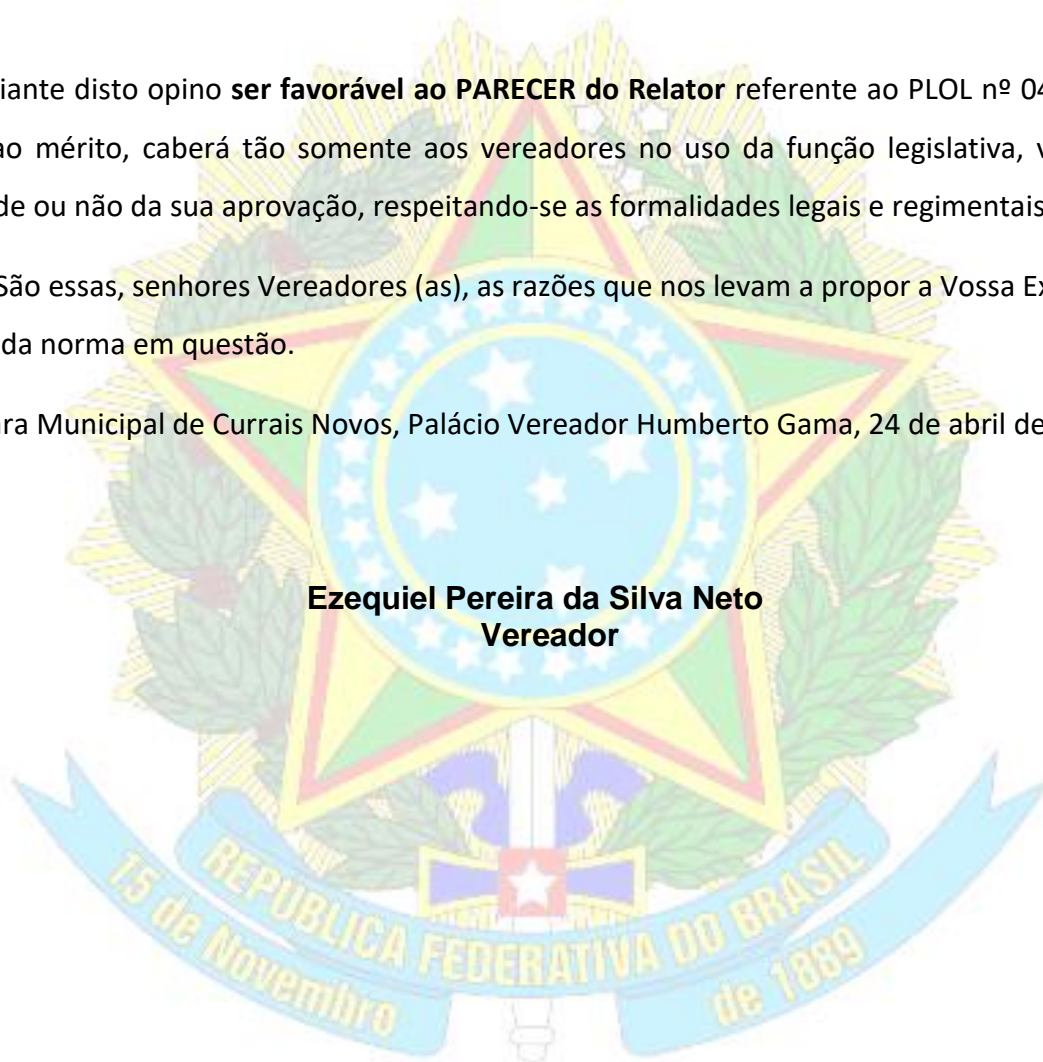 iante disto opino ser favorável ao PARECER do Relator referente ao PLOL nº 04
ao mérito, caberá tão somente aos vereadores no uso da função legislativa, v
de ou não da sua aprovação, respeitando-se as formalidades legais e regimentais
São essas, senhores Vereadores (as), as razões que nos levam a propor a Vossa Ex
da norma em questão.
ra Municipal de Currais Novos, Palácio Vereador Humberto Gama, 24 de abril de
Ezequiel Pereira da Silva Neto
Vereador
REPUBLICA FEDERATIVA DO BRASIL
15 de Novembro de 1889